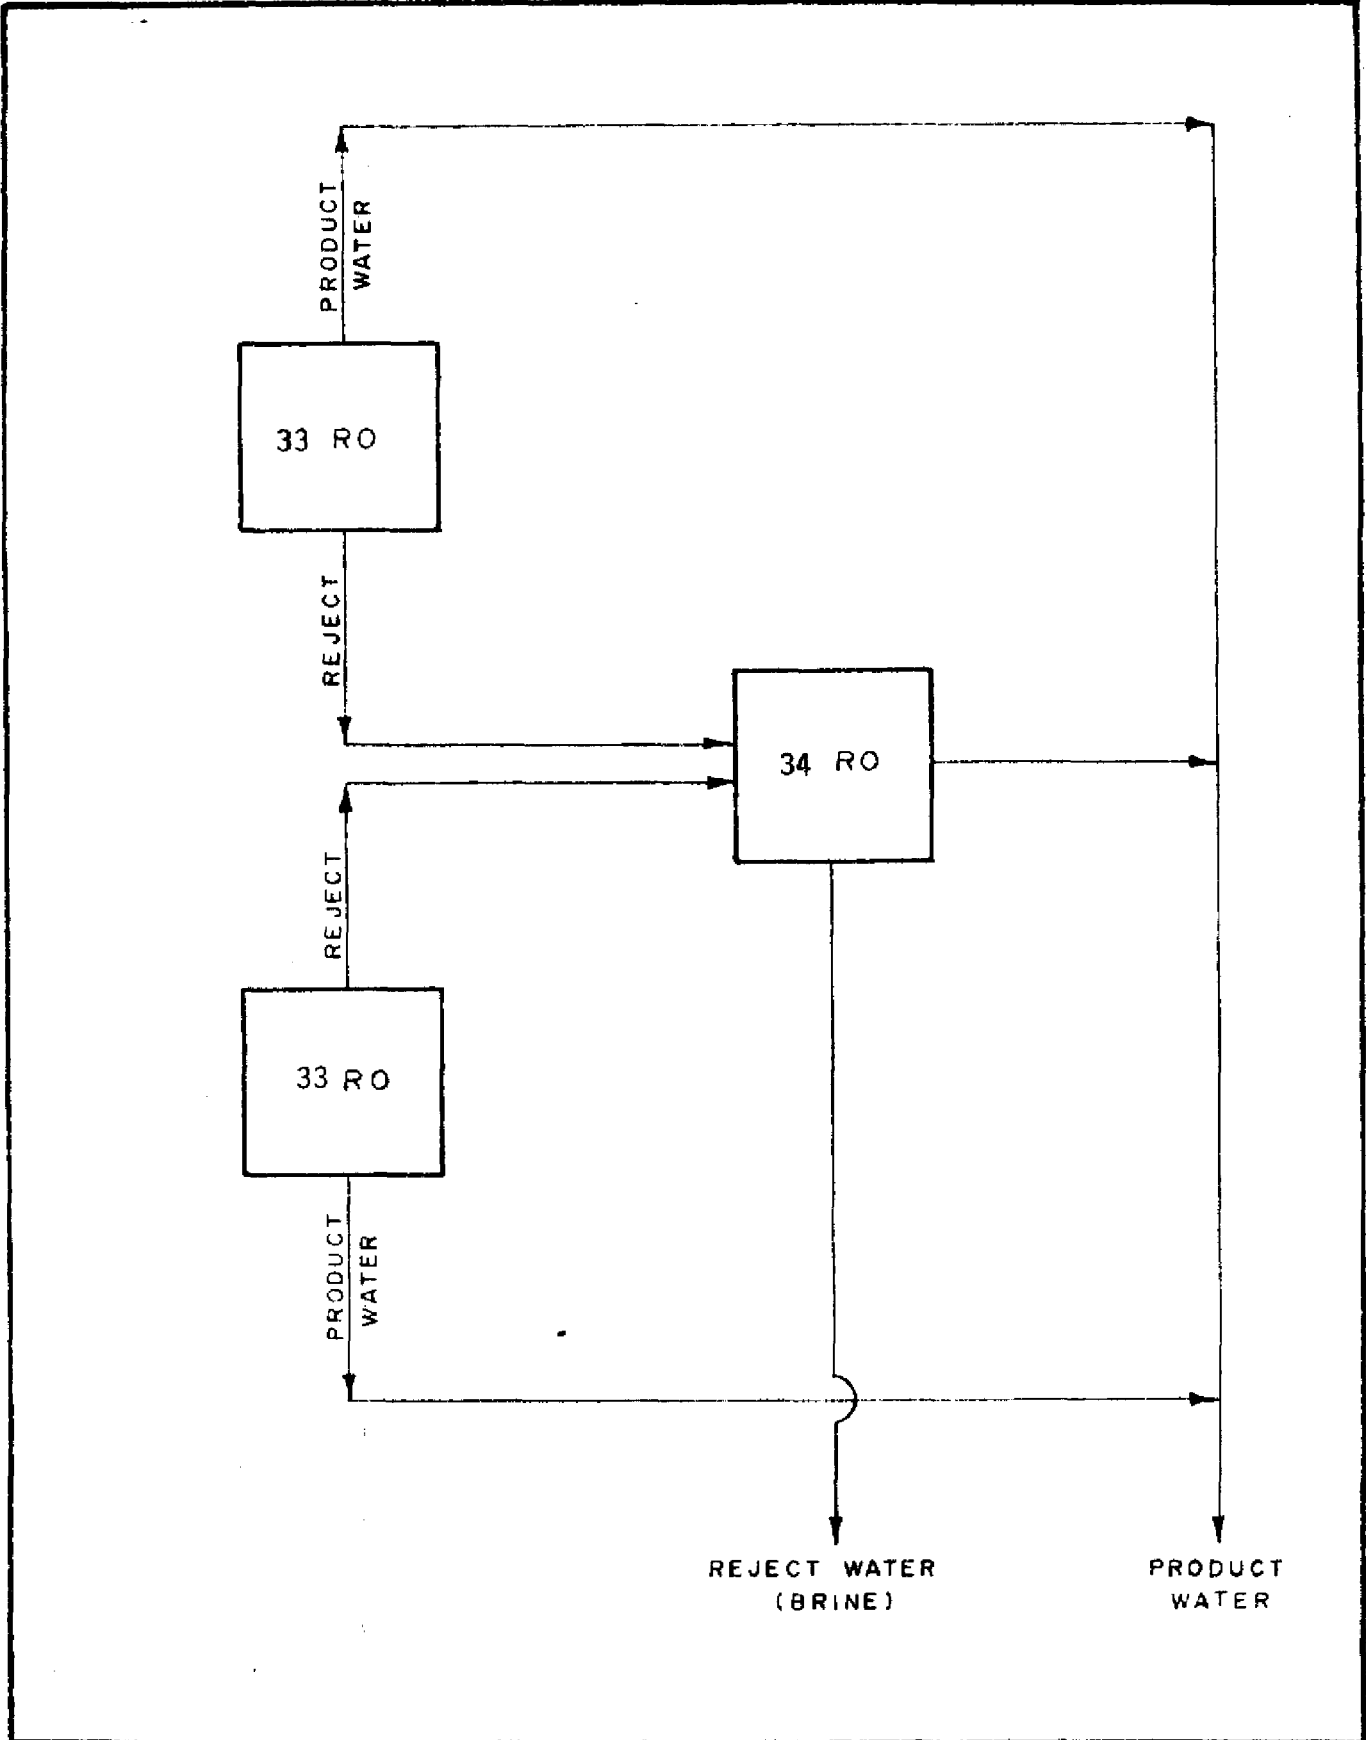 PRODUCT
WATER
33 RO
REJECT
34 RO
REJECT
33 RO
PRODUCT
WATER
REJECT WATER
(BRINE)
PRODUCT
WATER